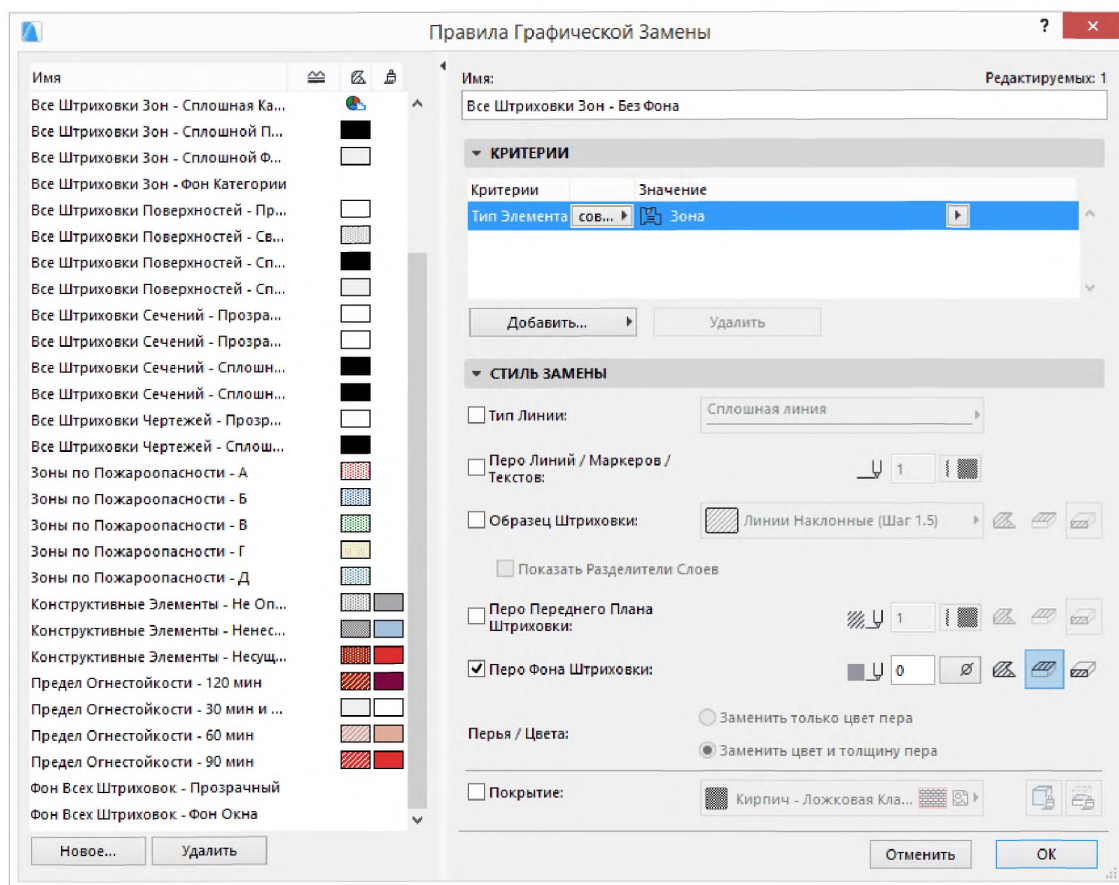 Правила Графической Замены
?
Имя
Все Штриховки Зон - Сплошная Ка...
Все Штриховки Зон - Сплошной П...
Все Штриховки Зон - Сплошной Ф...
Все Штриховки Зон - Фон Категории
Все Штриховки Поверхностей - Пр...
Все Штриховки Поверхностей - Св...
Все Штриховки Поверхностей - Сп...
Все Штриховки Поверхностей - Сп...
Все Штриховки Сечений - Прозра...
Все Штриховки Сечений - Прозра...
Все Штриховки Сечений - Сплошн...
Все Штриховки Сечений - Сплошн...
Все Штриховки Чертежей - Прозр...
Все Штриховки Чертежей - Сплош...
Зоны по Пожароопасности - А
Зоны по Пожароопасности - Б
Зоны по Пожароопасности - В
Зоны по Пожароопасности - Г
Зоны по Пожароопасности - Д
Конструктивные Элементы - Не Оп...
Конструктивные Элементы - Ненес...
Конструктивные Элементы - Несущ...
Предел Огнестойкости - 120 мин
Предел Огнестойкости - 30 мин и ...
Предел Огнестойкости - 60 мин
Предел Огнестойкости - 90 мин
Фон Всех Штриховок - Прозрачный
Фон Всех Штриховок - Фон Окна
Новое...
Удалить
Имя:
Редактируемых: 1
Все Штриховки Зон - Без Фона
КРИТЕРИИ
Критерии
Значение
Тип Элемента
сов...
Зона
Добавить...
Удалить
СТИЛЬ ЗАМЕНЫ
Тип Линии:
Сплошная линия
Перо Линий / Маркеров /
Текстов:
1
Образец Штриховки:
Линии Наклонные (Шаг 1.5)
Показать Разделители Слоев
Перо Переднего Плана
Штриховки:
1
Перо Фона Штриховки:
0
Перья / Цвета:
Заменить только цвет пера
Заменить цвет и толщину пера
Покрытие:
Кирпич - Ложковая Кла...
Отменить
ОК